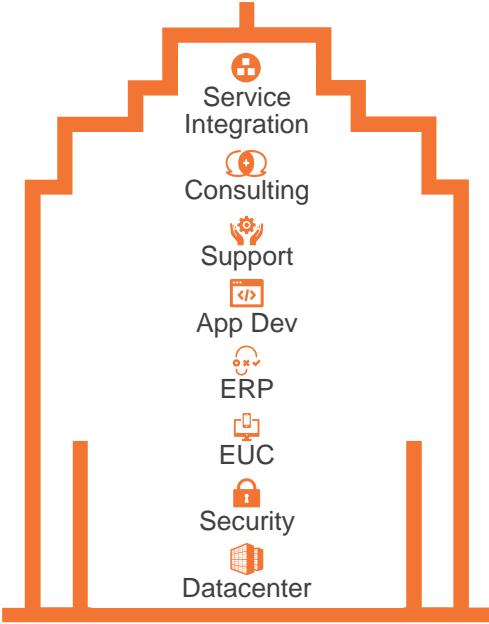 Service
Integration
Consulting
Support
</>
App Dev
ERP
EUC
Security
Datacenter